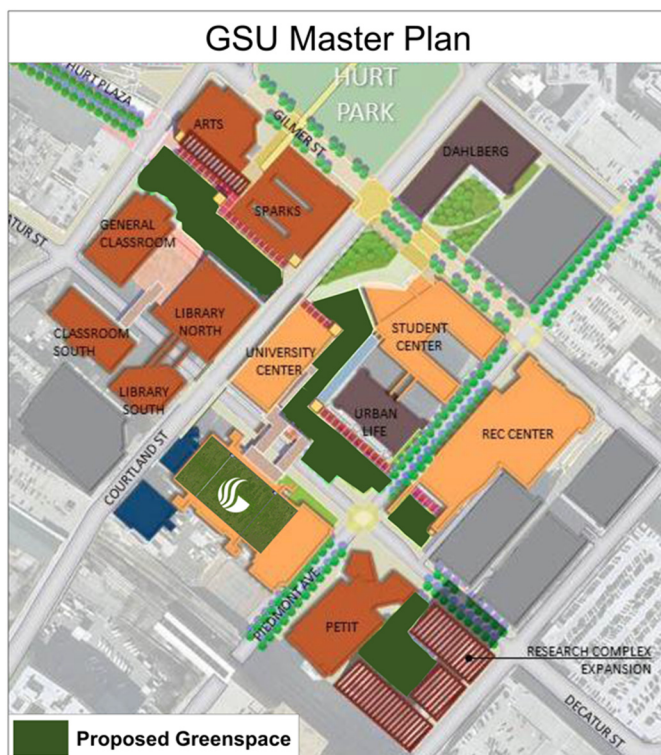 GSU Master Plan
HURT PLAZA
HURT
PARK
ARTS
GILMER ST
DAHLBERG
SPARKS
GENERAL
CLASSROOM
CATUR ST
LIBRARY
NORTH
CLASSROOM
SOUTH
LIBRARY
SOUTH
UNIVERSITY
CENTER
STUDENT
CENTER
URBAN
LIFE
REC CENTER
COURTLAND ST
PIEDMONT AVE
PETIT
RESEARCH COMPLEX
EXPANSION
DECATUR ST
Proposed Greenspace